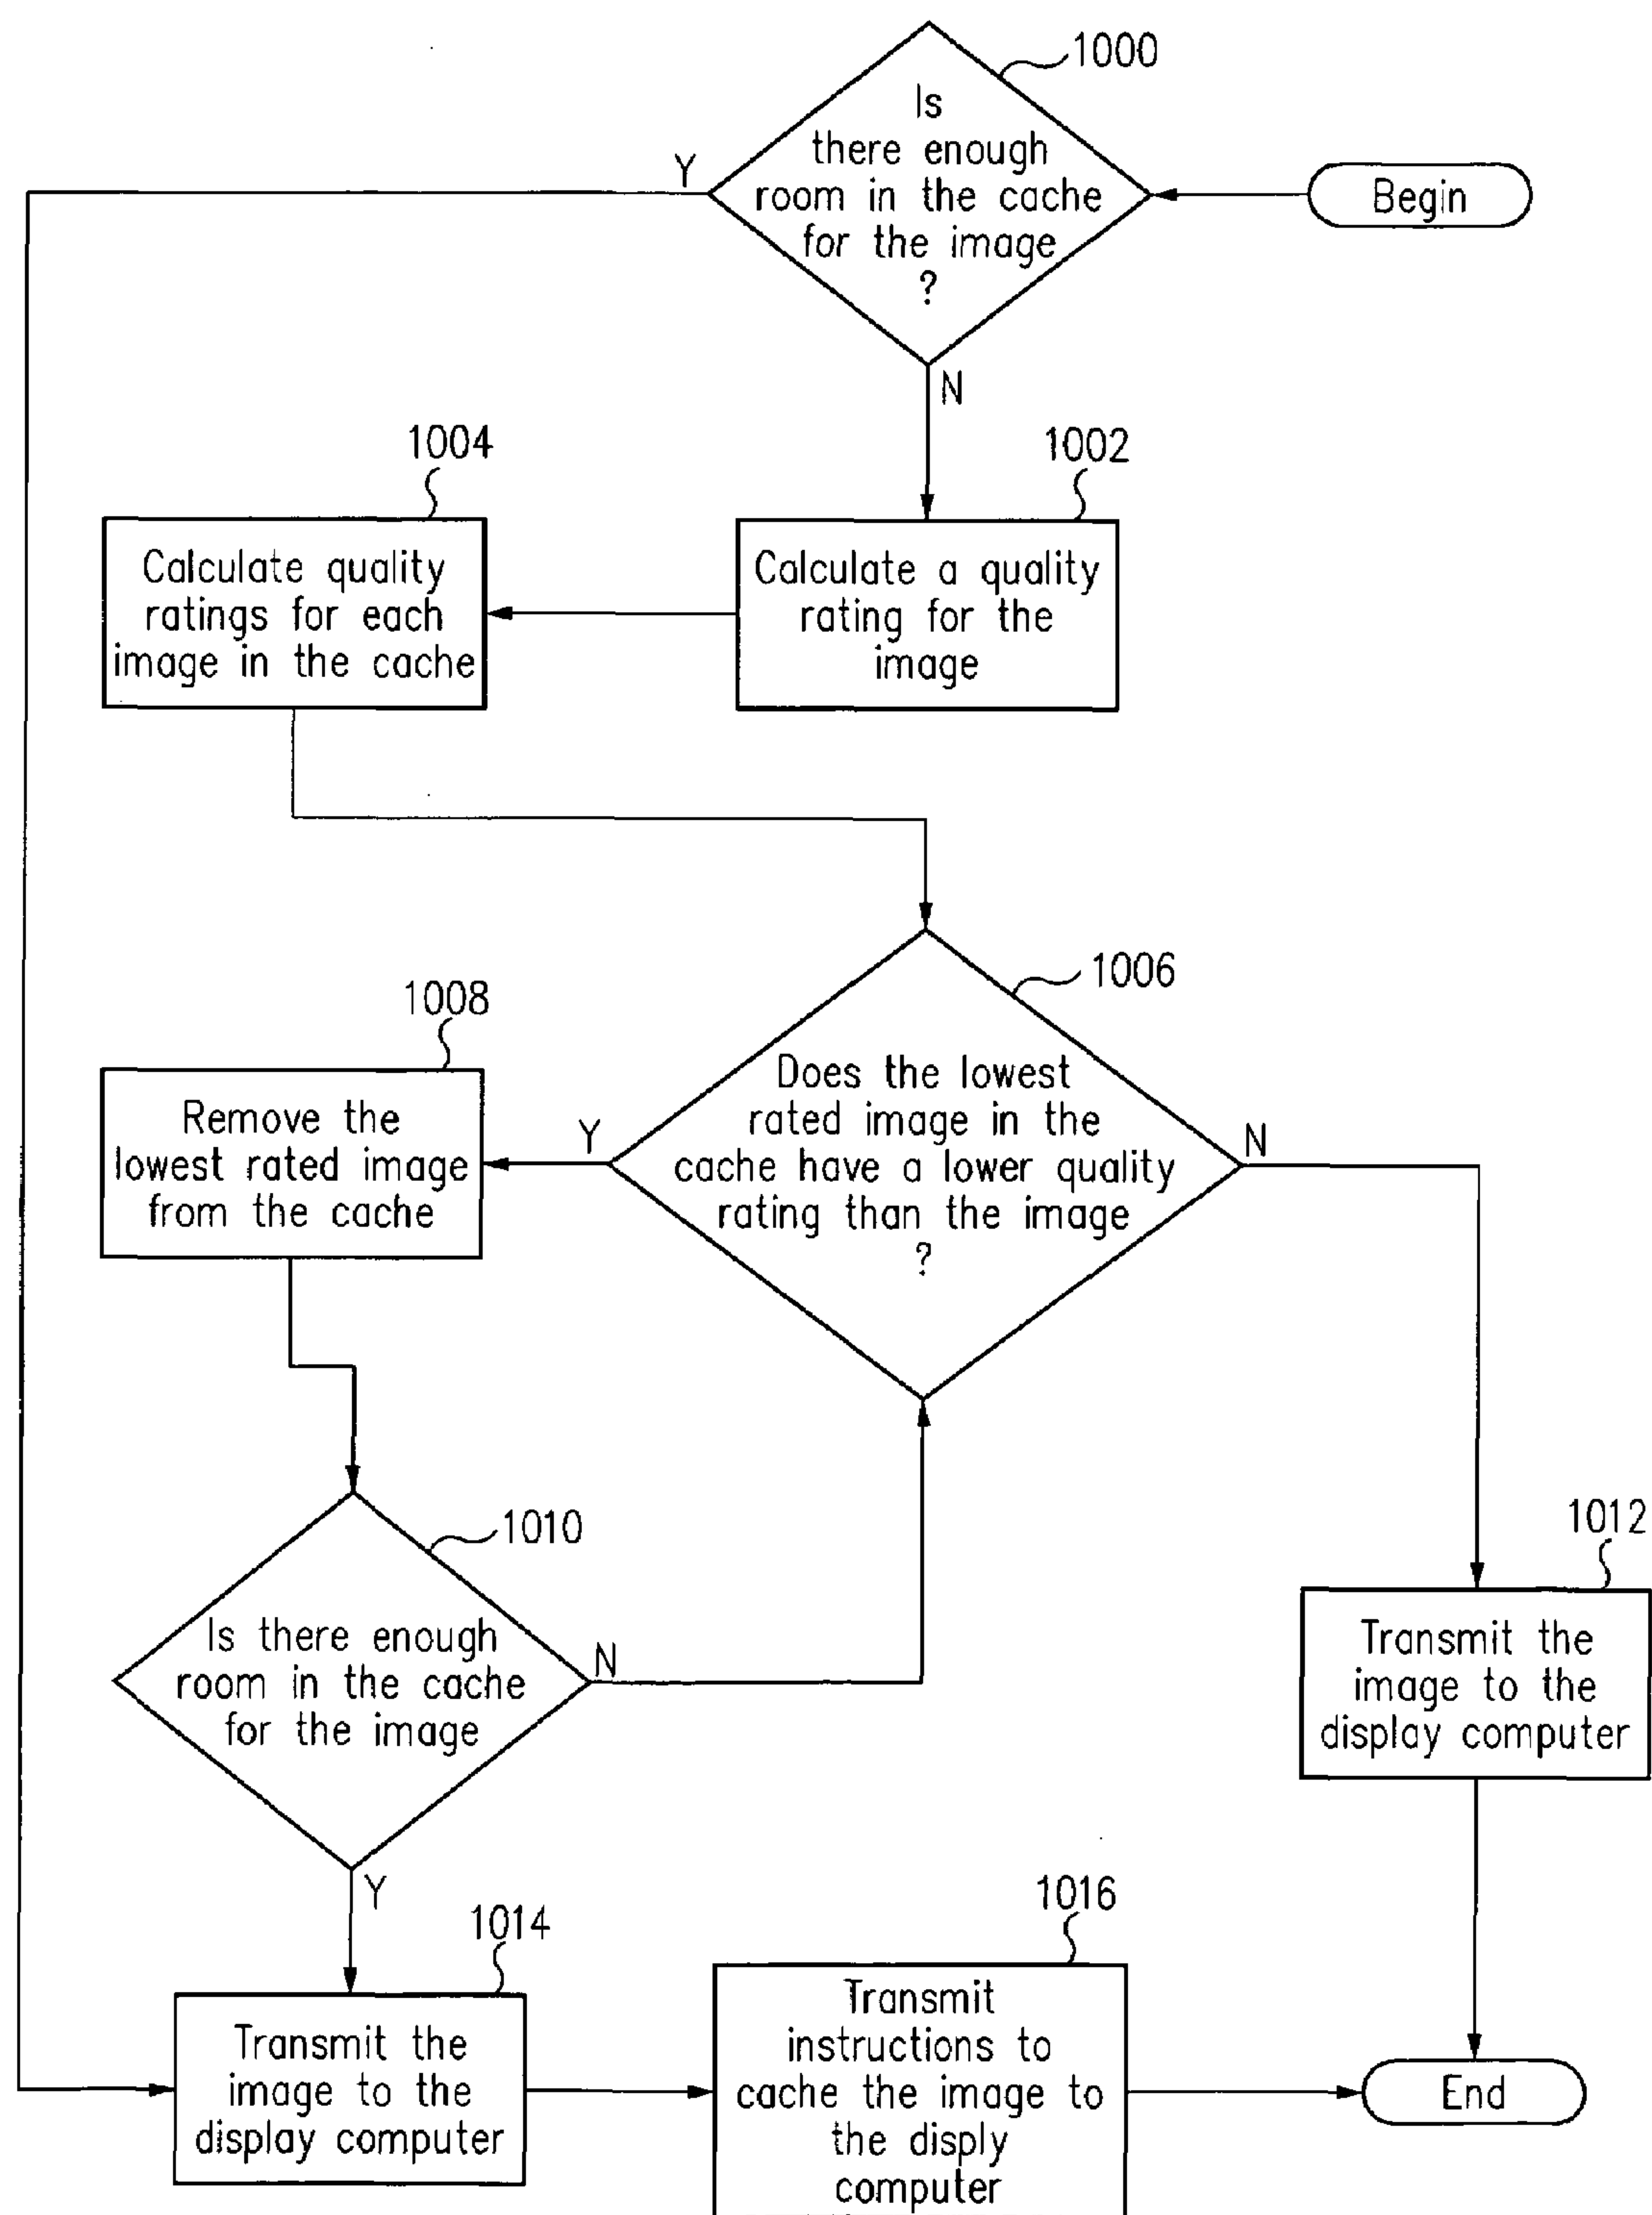 1000
Is
there enough
room in the cache
for the image
?
Y
Begin
N
1004
1002
Calculate quality
ratings for each
image in the cache
Calculate a quality
rating for the
image
1006
1008
Does the lowest
rated image in the
cache have a lower quality
rating than the image
?
Y
N
Remove the
lowest rated image
from the cache
1010
Is there enough
room in the cache
for the image
N
Y
1012
Transmit the
image to the
display computer
1014
Transmit the
image to the
display computer
1016
Transmit
instructions to
cache the image to
the disply
computer
End